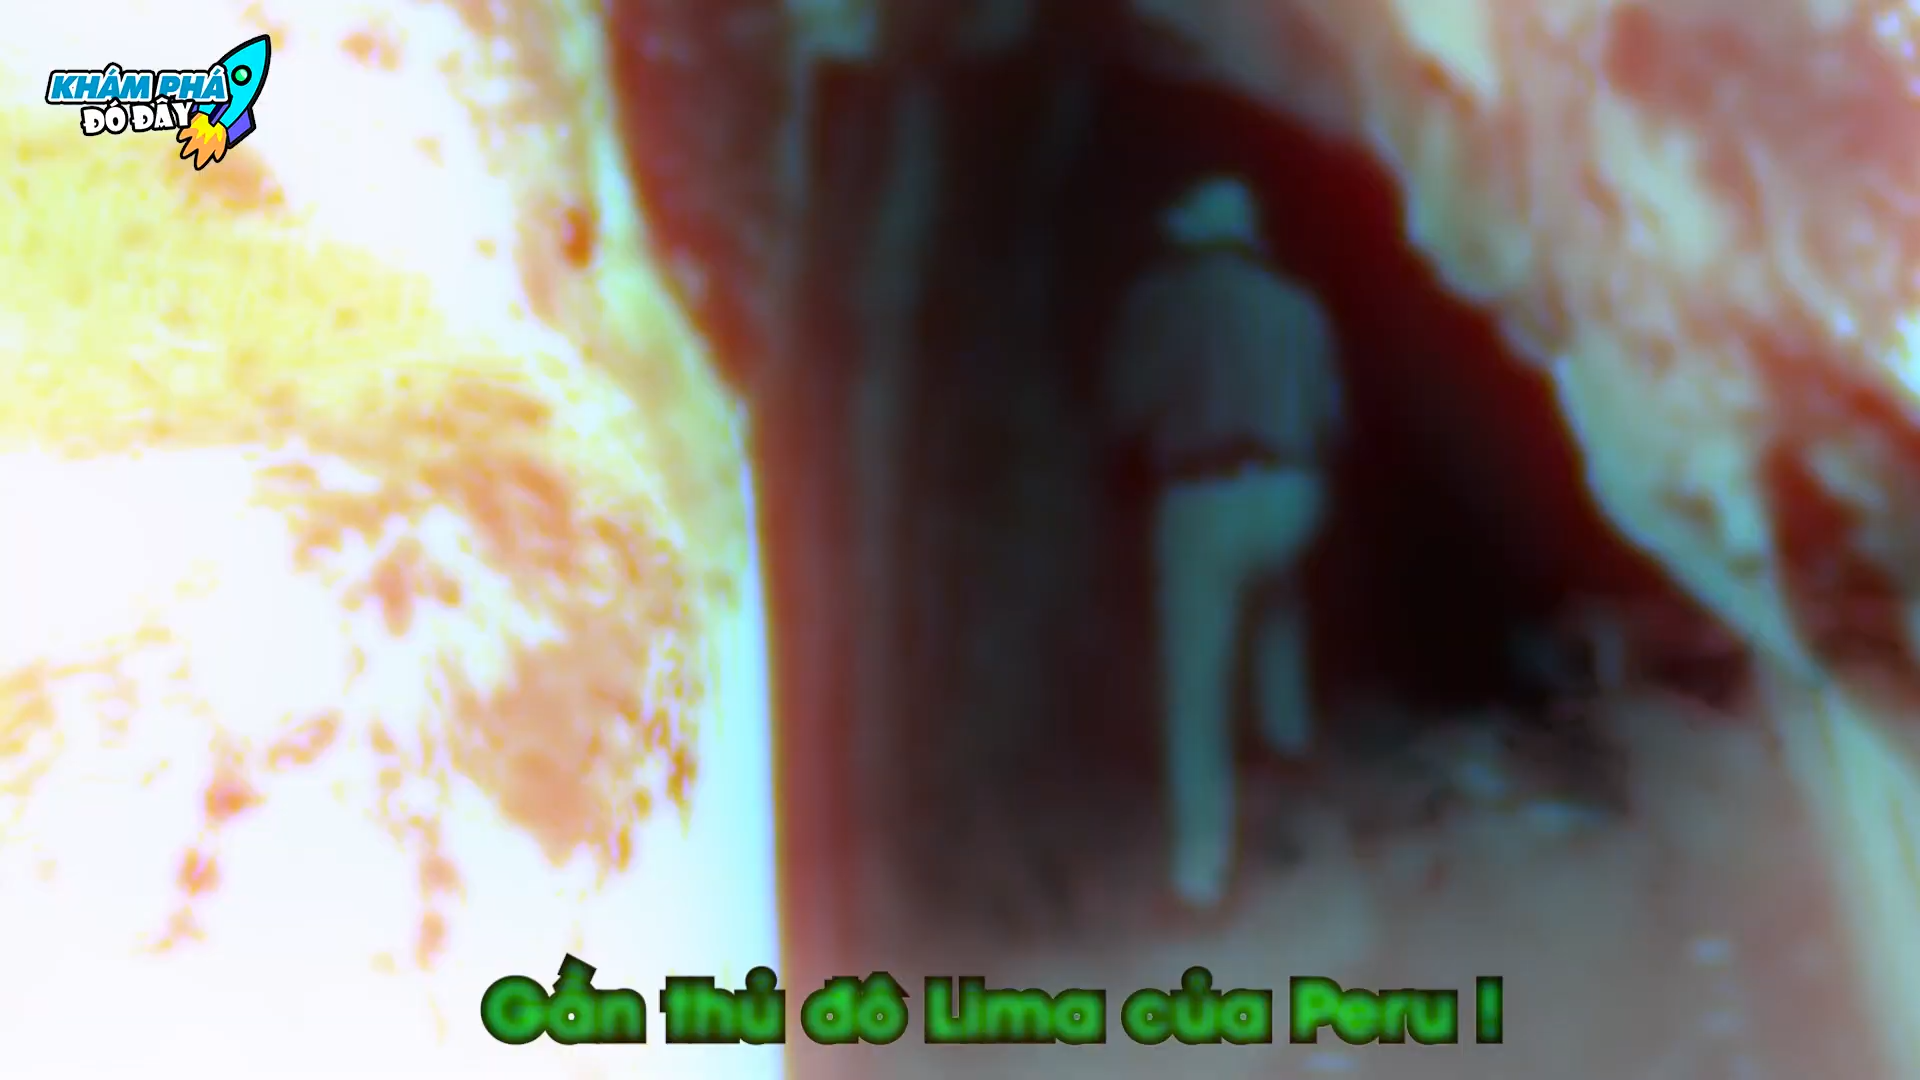 KHÁM PHÁ
ĐÓ ĐÂY
Gần thủ đô Lima của Peru !